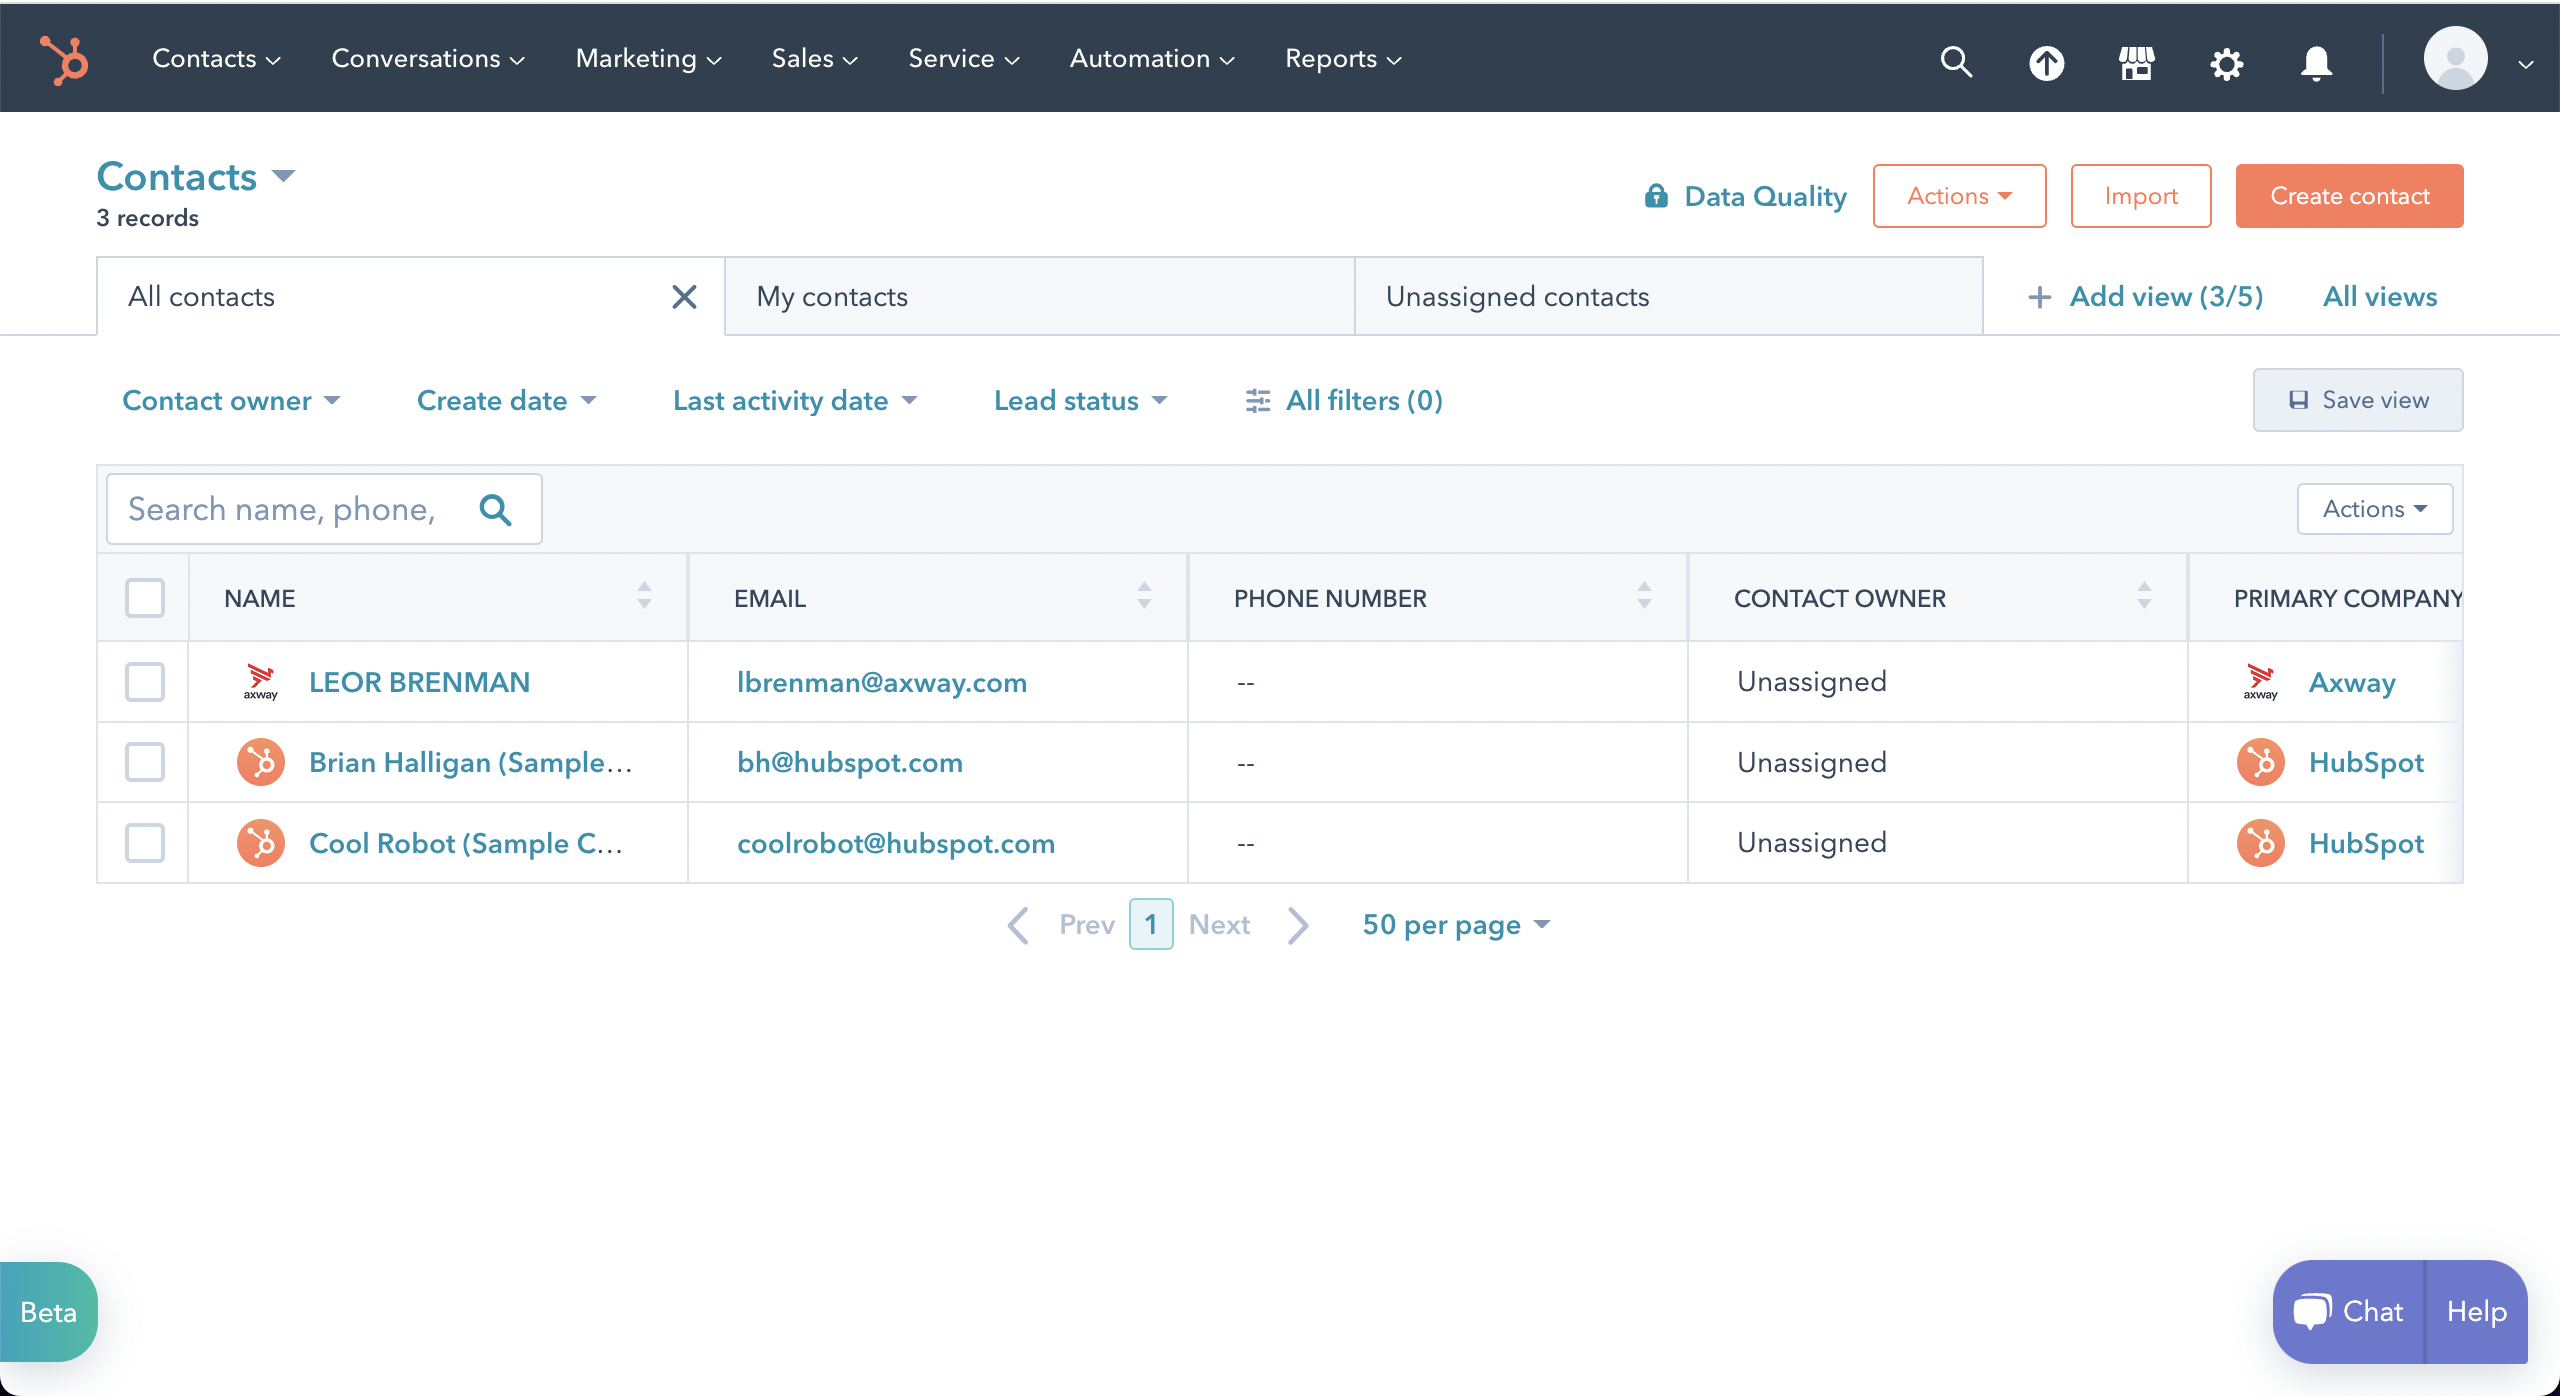 Contacts Conversations Marketing Sales Service Automation Reports
Contacts
3 records
Data Quality Actions Import Create contact
All contacts My contacts Unassigned contacts + Add view (3/5) All views
Contact owner Create date Last activity date Lead status All filters (0) Save view
Search name, phone, Actions
NAME EMAIL PHONE NUMBER CONTACT OWNER PRIMARY COMPANY
axway LEOR BRENMAN lbrenman@axway.com -- Unassigned axway Axway
Brian Halligan (Sample... bh@hubspot.com -- Unassigned HubSpot
Cool Robot (Sample C... coolrobot@hubspot.com -- Unassigned HubSpot
Prev 1 Next 50 per page
Beta
Chat Help